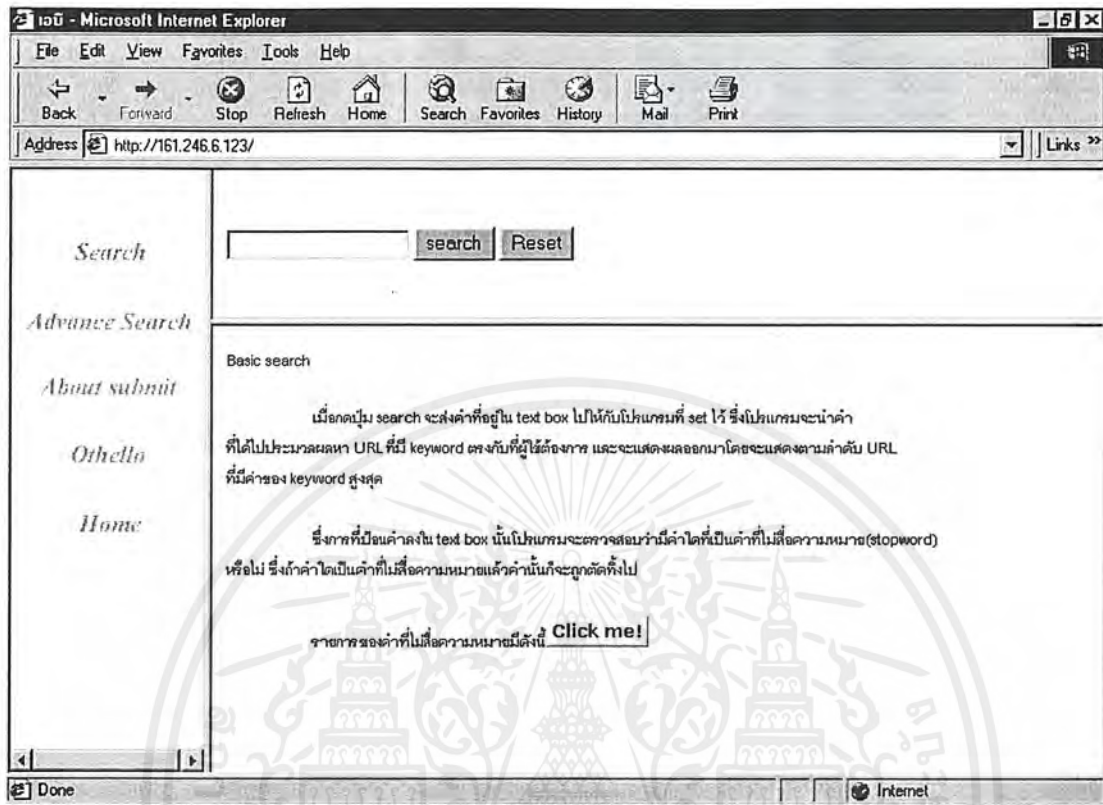 เอบิ - Microsoft Internet Explorer
File Edit View Favorites Tools Help
Back Forward Stop Refresh Home Search Favorites History Mail Print
Address http://161.246.6.123/ Links »
Search
Advance Search
About submit
Othello
Home
search Reset
Basic search
เมื่อกดปุ่ม search จะส่งคำที่อยู่ใน text box ไปให้กับโปรแกรมที่ set ไว้ ซึ่งโปรแกรมจะนำคำ
ที่ได้ไปประมวลผลหา URL ที่มี keyword ตรงกับที่ผู้ใช้ต้องการ และจะแสดงผลออกมาโดยจะแสดงตามลำดับ URL
ที่มีค่าของ keyword สูงสุด
ซึ่งการที่ป้อนคำลงใน text box นั้นโปรแกรมจะตรวจสอบว่ามีคำใดที่เป็นคำที่ไม่สื่อความหมาย(stopword)
หรือไม่ ซึ่งถ้าคำใดเป็นคำที่ไม่สื่อความหมายแล้วคำนั้นก็จะถูกตัดทิ้งไป
รายการของคำที่ไม่สื่อความหมายมีดังนี้ Click me!
Done Internet